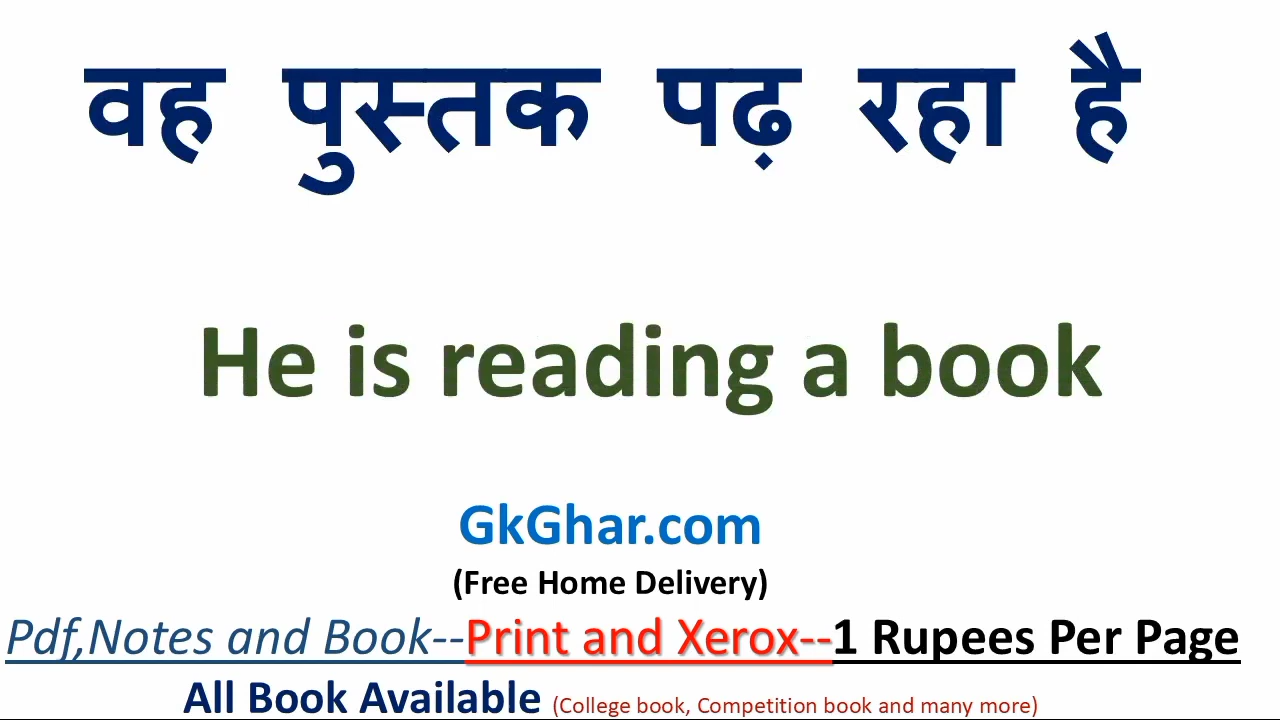 वह पुस्तक पढ़ रहा है
He is reading a book
GkGhar.com
(Free Home Delivery)
Pdf,Notes and Book--Print and Xerox--1 Rupees Per Page
All Book Available (College book, Competition book and many more)